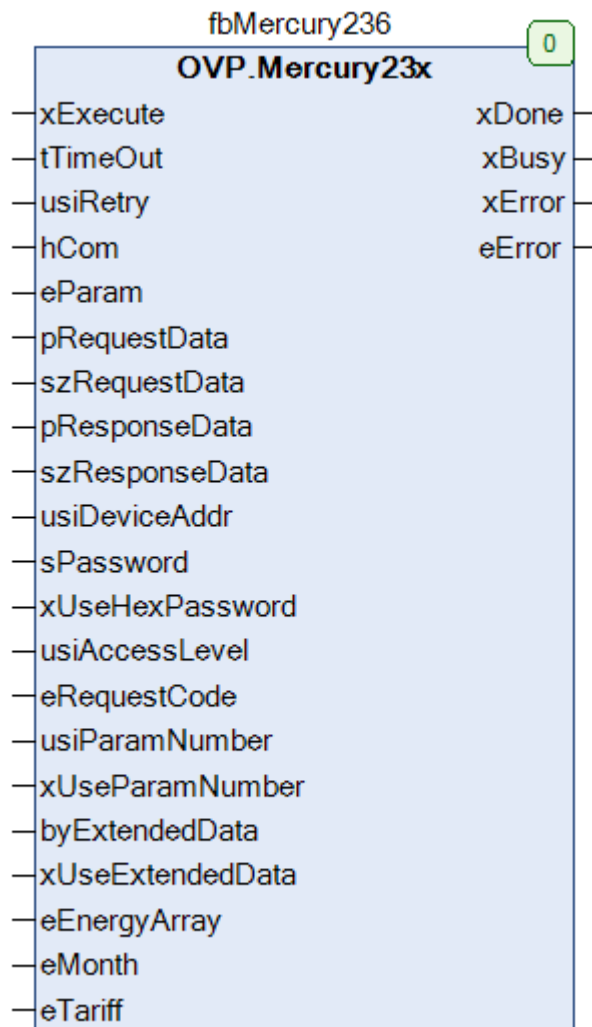 fbMercury236
0
OVP.Mercury23x
xExecute xDone
tTimeOut xBusy
usiRetry xError
hCom eError
eParam
pRequestData
szRequestData
pResponseData
szResponseData
usiDeviceAddr
sPassword
xUseHexPassword
usiAccessLevel
eRequestCode
usiParamNumber
xUseParamNumber
byExtendedData
xUseExtendedData
eEnergyArray
eMonth
eTariff